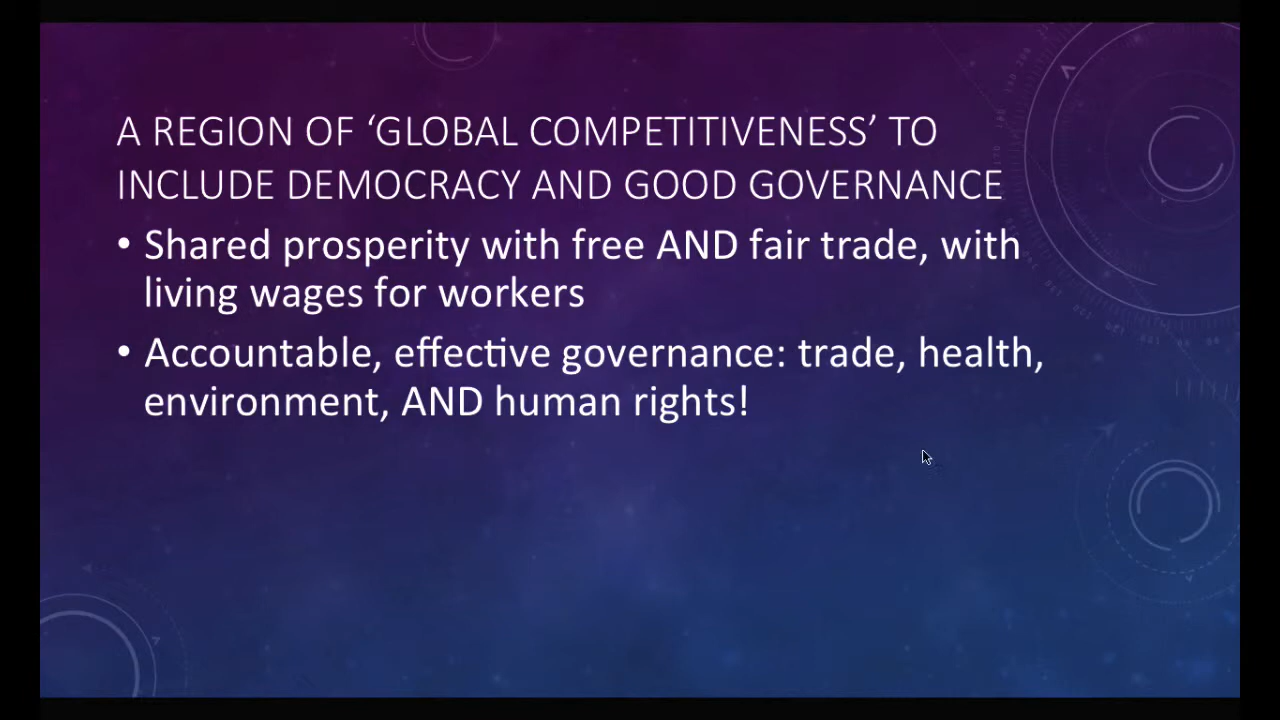 A REGION OF ‘GLOBAL COMPETITIVENESS’ TO
INCLUDE DEMOCRACY AND GOOD GOVERNANCE
• Shared prosperity with free AND fair trade, with
living wages for workers
• Accountable, effective governance: trade, health,
environment, AND human rights!